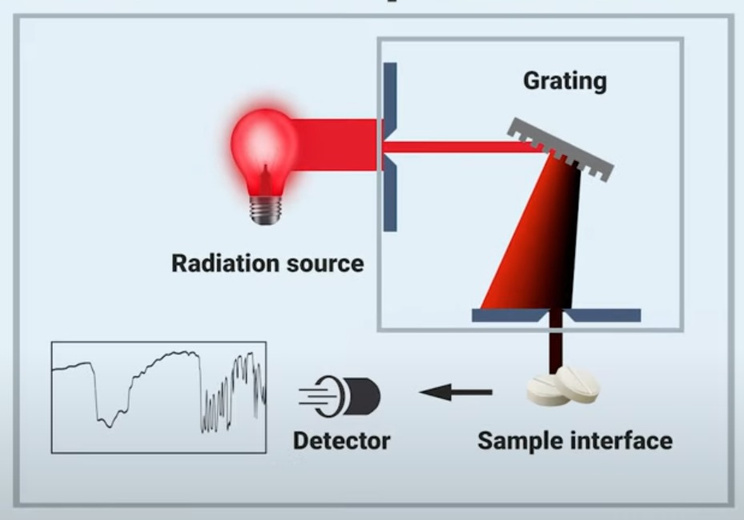 Grating
Radiation source
Detector
Sample interface